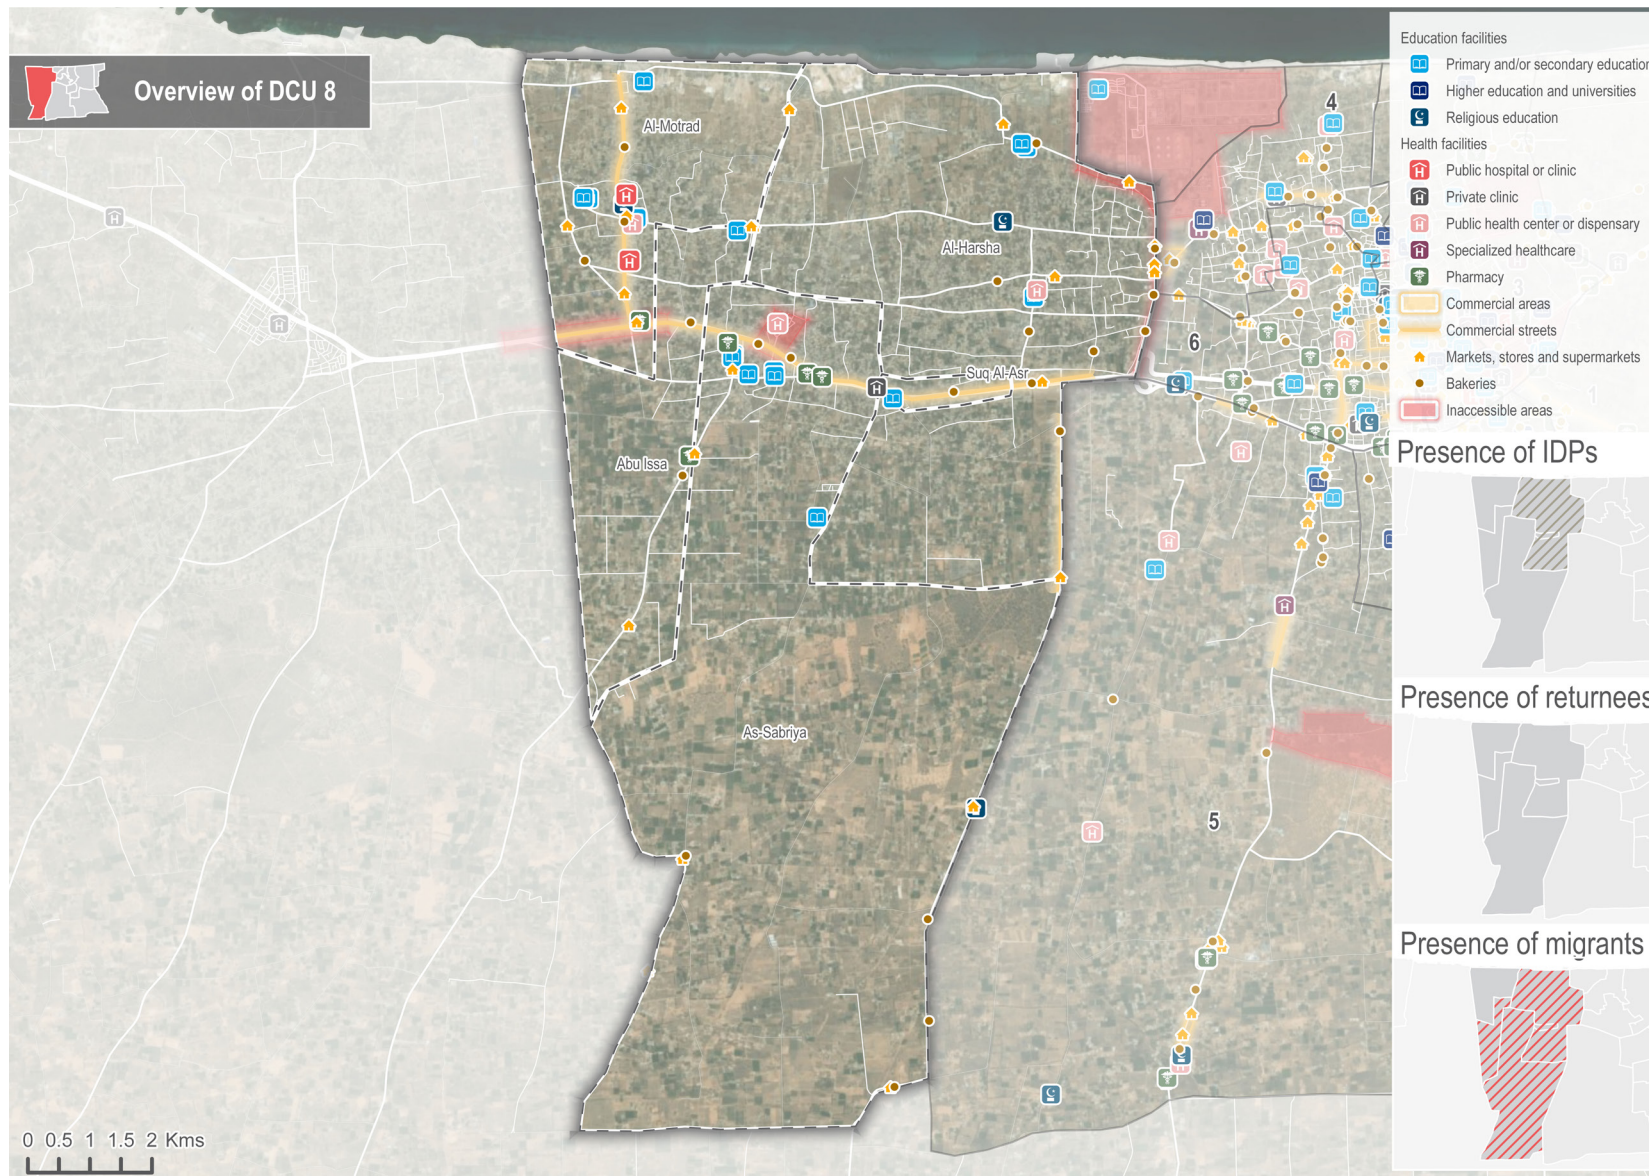 Overview of DCU 8
Education facilities
Primary and/or secondary education
Higher education and universities
Religious education
Health facilities
Public hospital or clinic
Private clinic
Public health center or dispensary
Specialized healthcare
Pharmacy
Commercial areas
Commercial streets
Markets, stores and supermarkets
Bakeries
Inaccessible areas
Presence of IDPs
Presence of returnees
Presence of migrants
Al-Motrad
Al-Harsha
Suq Al-Asr
Abu Issa
As-Sabriya
4
6
5
3
1
0 0.5 1 1.5 2 Kms